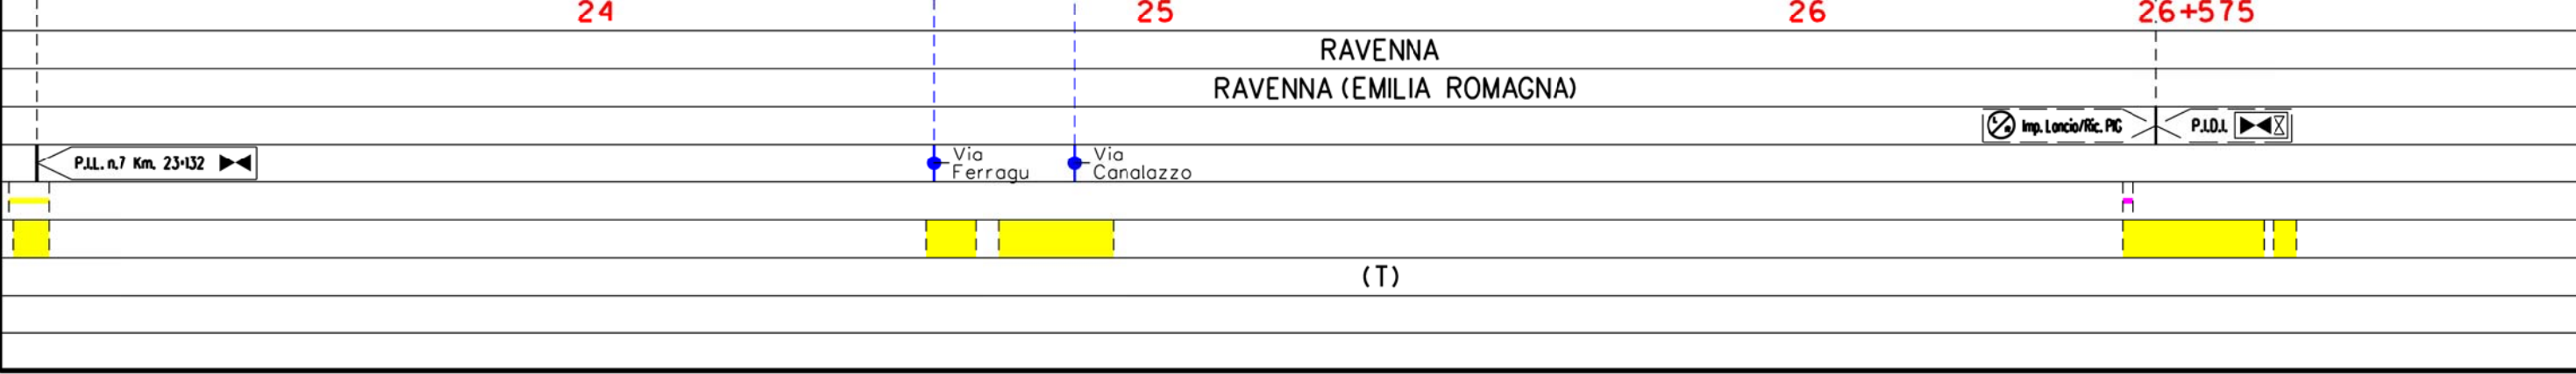 24 25 26 26+575
RAVENNA
RAVENNA (EMILIA ROMAGNA)
L/R Imp. Lancio/Ric. PIG P.I.D.I.
P.I.L. n.7 Km. 23+132
Via
Ferragu
Via
Canalazzo
(T)